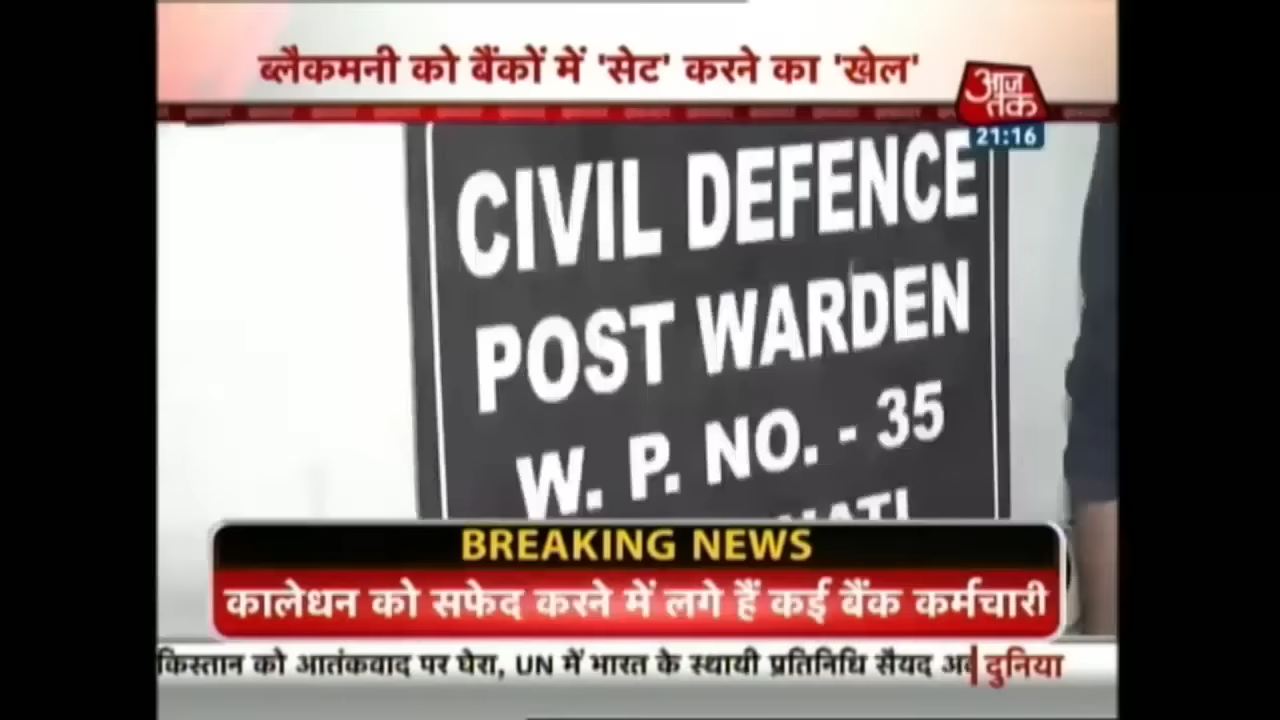 ब्लैकमनी को बैंकों में 'सेट' करने का 'खेल'
आज
तक
21:16
CIVIL DEFENCE
POST WARDEN
W. P. NO. - 35
BREAKING NEWS
कालेधन को सफेद करने में लगे हैं कई बैंक कर्मचारी
किस्तान को आतंकवाद पर घेरा, UN में भारत के स्थायी प्रतिनिधि सैयद
दुनिया